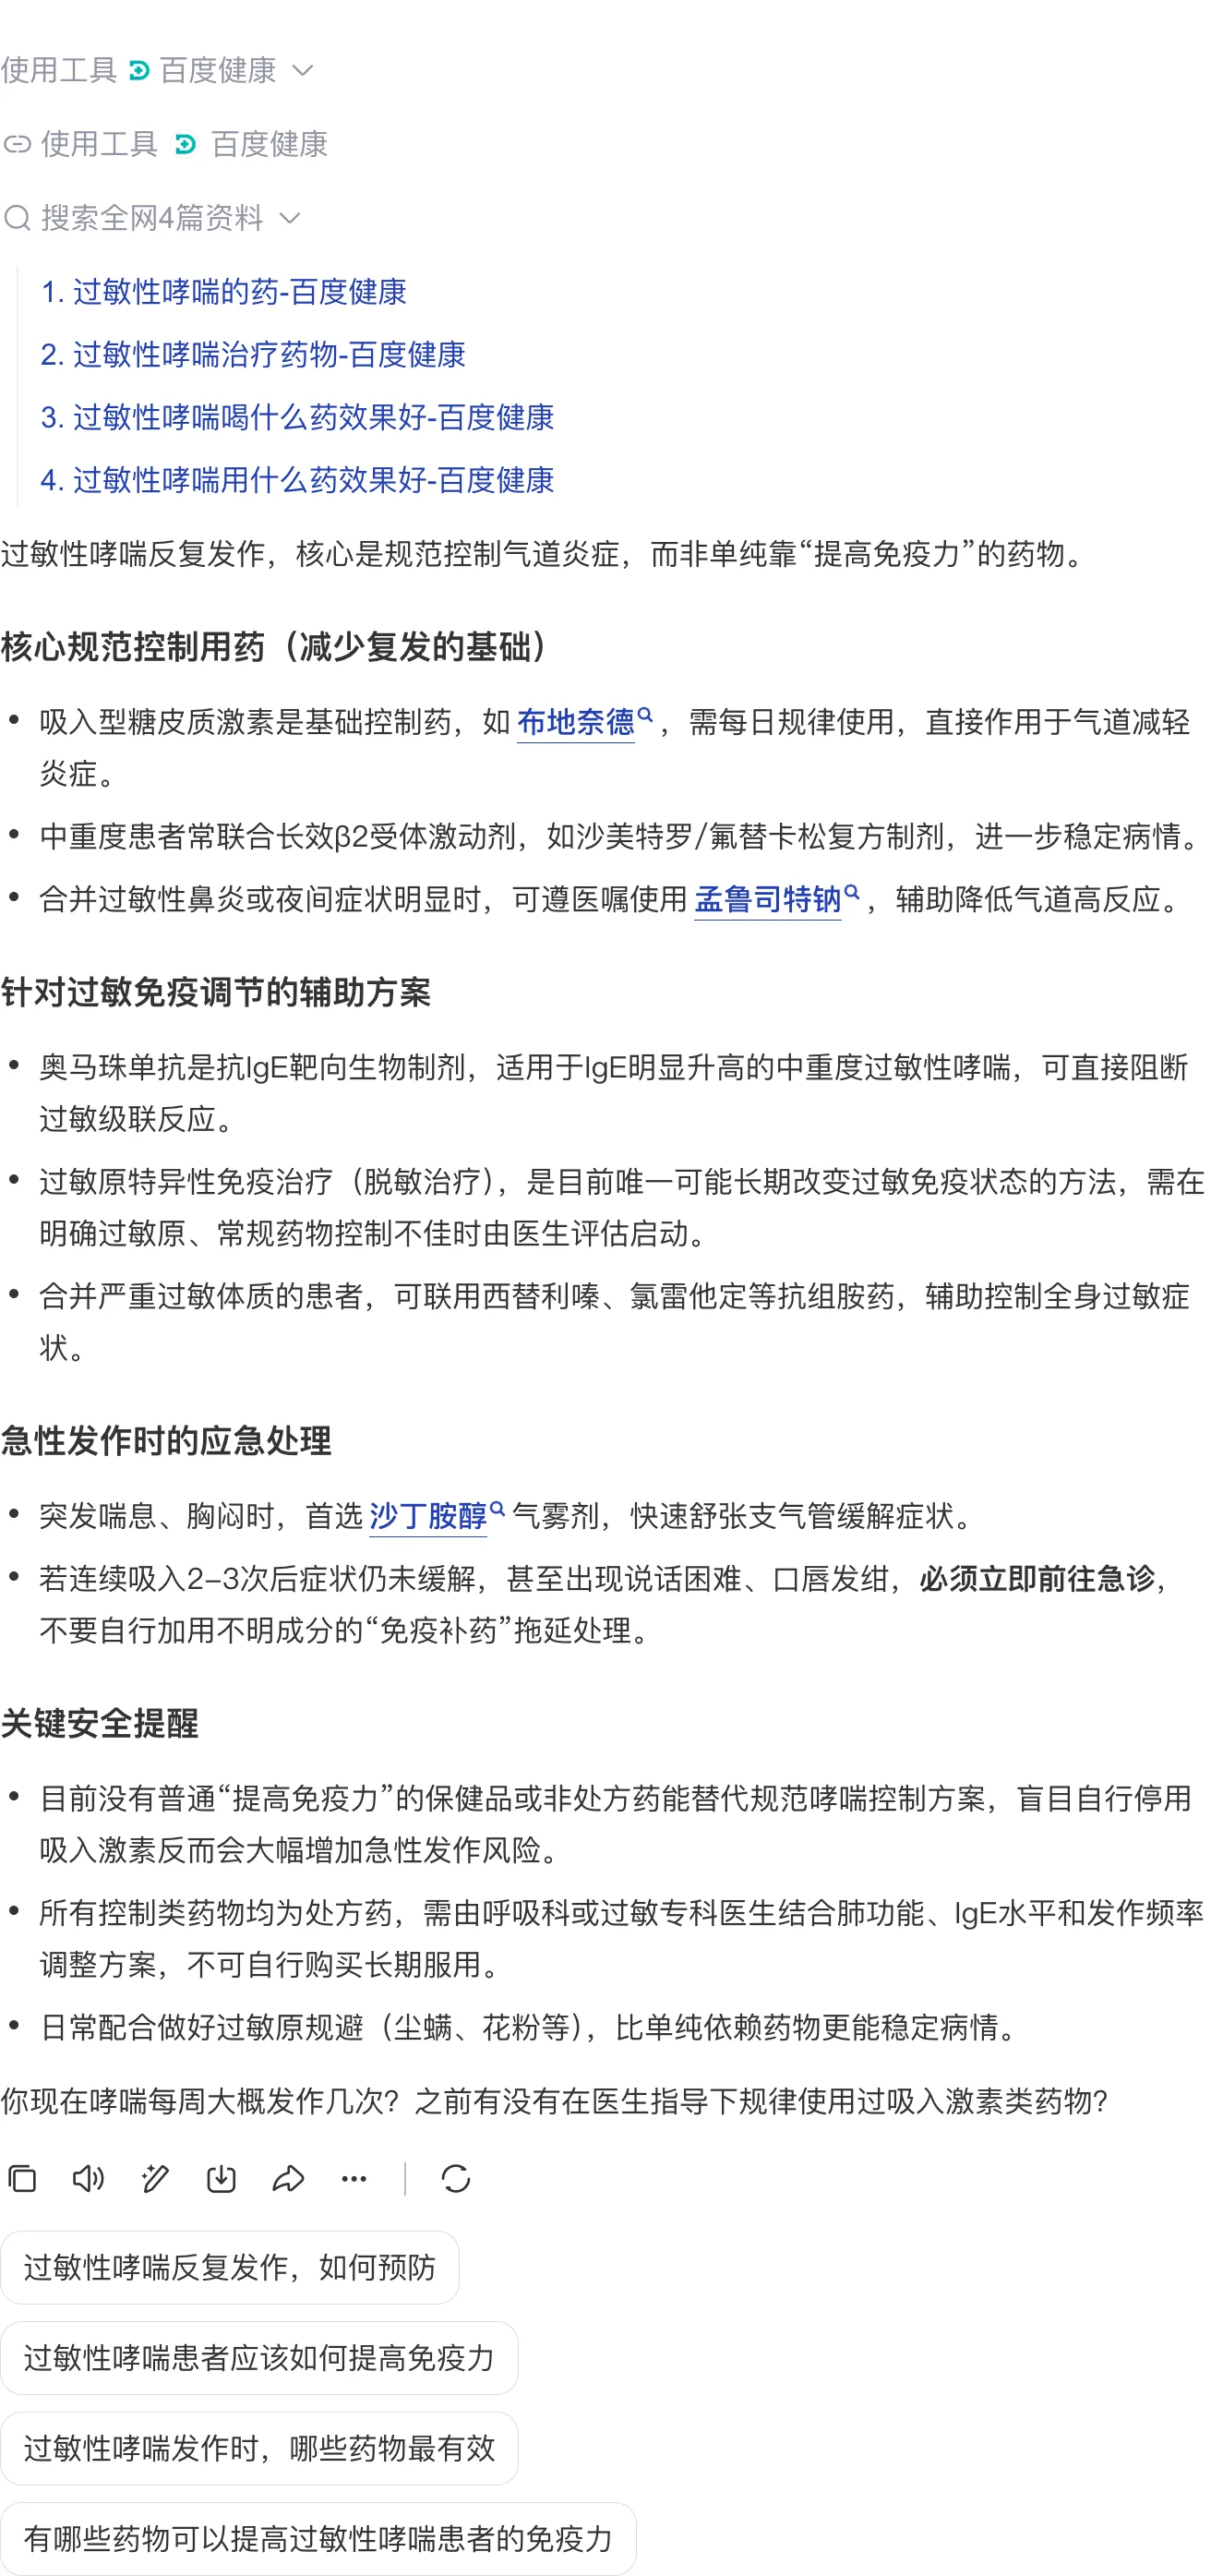 使用工具 百度健康
使用工具 百度健康
搜索全网4篇资料
1. 过敏性哮喘的药-百度健康
2. 过敏性哮喘治疗药物-百度健康
3. 过敏性哮喘喝什么药效果好-百度健康
4. 过敏性哮喘用什么药效果好-百度健康
过敏性哮喘反复发作，核心是规范控制气道炎症，而非单纯靠“提高免疫力”的药物。
核心规范控制用药（减少复发的基础）
• 吸入型糖皮质激素是基础控制药，如 布地奈德 ，需每日规律使用，直接作用于气道减轻
炎症。
• 中重度患者常联合长效β2受体激动剂，如沙美特罗/氟替卡松复方制剂，进一步稳定病情。
• 合并过敏性鼻炎或夜间症状明显时，可遵医嘱使用 孟鲁司特钠 ，辅助降低气道高反应。
针对过敏免疫调节的辅助方案
• 奥马珠单抗是抗IgE靶向生物制剂，适用于IgE明显升高的中重度过敏性哮喘，可直接阻断
过敏级联反应。
• 过敏原特异性免疫治疗（脱敏治疗），是目前唯一可能长期改变过敏免疫状态的方法，需在
明确过敏原、常规药物控制不佳时由医生评估启动。
• 合并严重过敏体质的患者，可联用西替利嗪、氯雷他定等抗组胺药，辅助控制全身过敏症
状。
急性发作时的应急处理
• 突发喘息、胸闷时，首选 沙丁胺醇 气雾剂，快速舒张支气管缓解症状。
• 若连续吸入2-3次后症状仍未缓解，甚至出现说话困难、口唇发绀，必须立即前往急诊，
不要自行加用不明成分的“免疫补药”拖延处理。
关键安全提醒
• 目前没有普通“提高免疫力”的保健品或非处方药能替代规范哮喘控制方案，盲目自行停用
吸入激素反而会大幅增加急性发作风险。
• 所有控制类药物均为处方药，需由呼吸科或过敏专科医生结合肺功能、IgE水平和发作频率
调整方案，不可自行购买长期服用。
• 日常配合做好过敏原规避（尘螨、花粉等），比单纯依赖药物更能稳定病情。
你现在哮喘每周大概发作几次？之前有没有在医生指导下规律使用过吸入激素类药物？
过敏性哮喘反复发作，如何预防
过敏性哮喘患者应该如何提高免疫力
过敏性哮喘发作时，哪些药物最有效
有哪些药物可以提高过敏性哮喘患者的免疫力